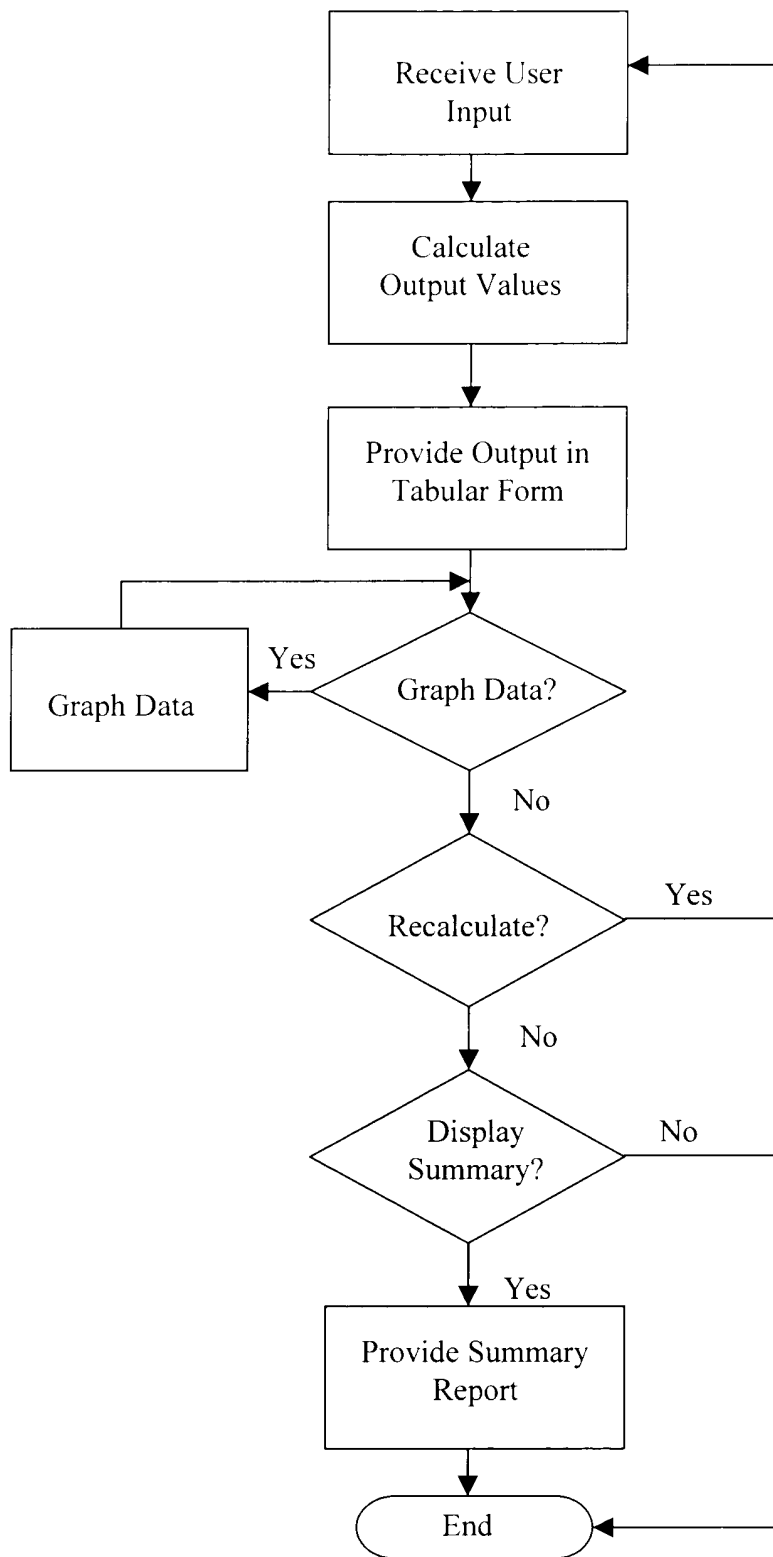 Receive User
Input
Calculate
Output Values
Provide Output in
Tabular Form
Yes
Graph Data
Graph Data?
No
Recalculate?
Yes
No
Display
Summary?
No
Yes
Provide Summary
Report
End